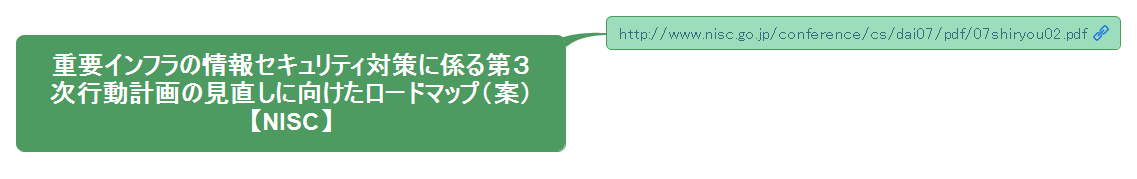 重要インフラの情報セキュリティ対策に係る第３
次行動計画の見直しに向けたロードマップ（案）
【NISC】
http://www.nisc.go.jp/conference/cs/dai07/pdf/07shiryou02.pdf